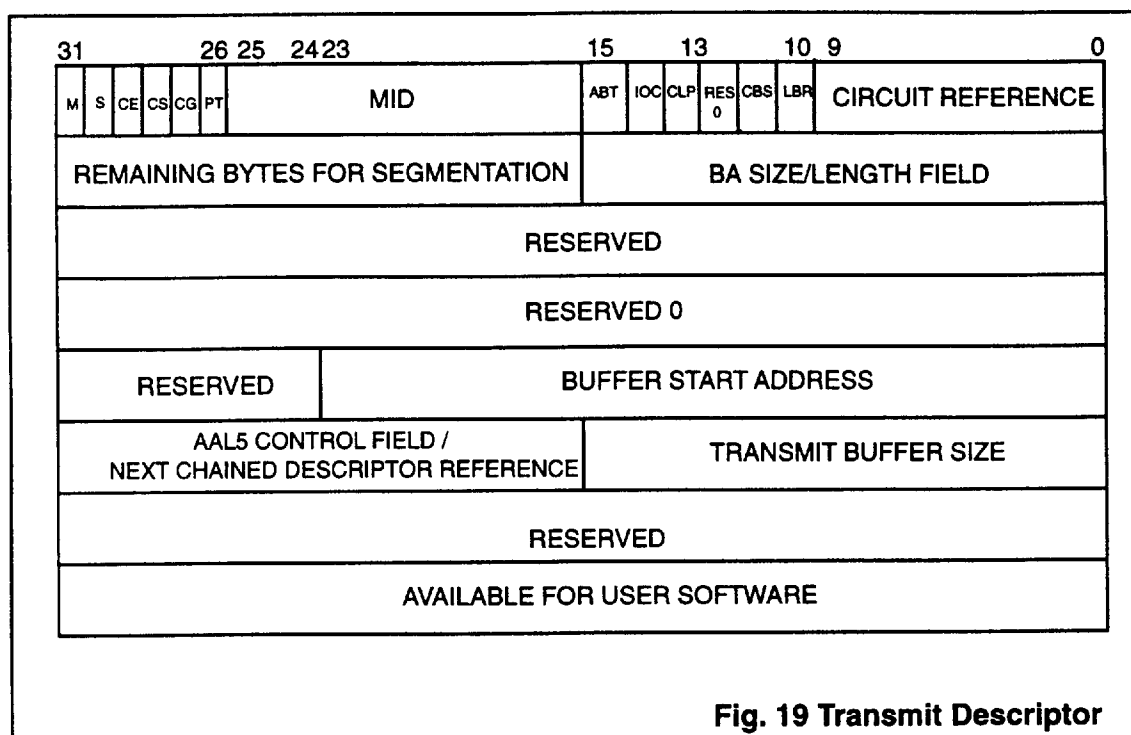 31 26 25 24 23 15 13 10 9 0
M S CE CS CG PT MID ABT IOC CLP RES 0 CBS LBR CIRCUIT REFERENCE
REMAINING BYTES FOR SEGMENTATION BA SIZE/LENGTH FIELD
RESERVED
RESERVED 0
RESERVED BUFFER START ADDRESS
AAL5 CONTROL FIELD /
NEXT CHAINED DESCRIPTOR REFERENCE TRANSMIT BUFFER SIZE
RESERVED
AVAILABLE FOR USER SOFTWARE
Fig. 19 Transmit Descriptor